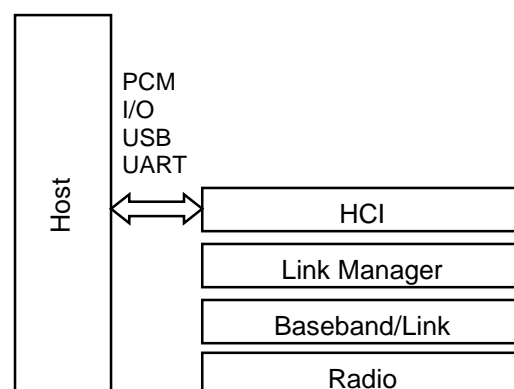 Host
PCM
I/O
USB
UART
HCI
Link Manager
Baseband/Link
Radio